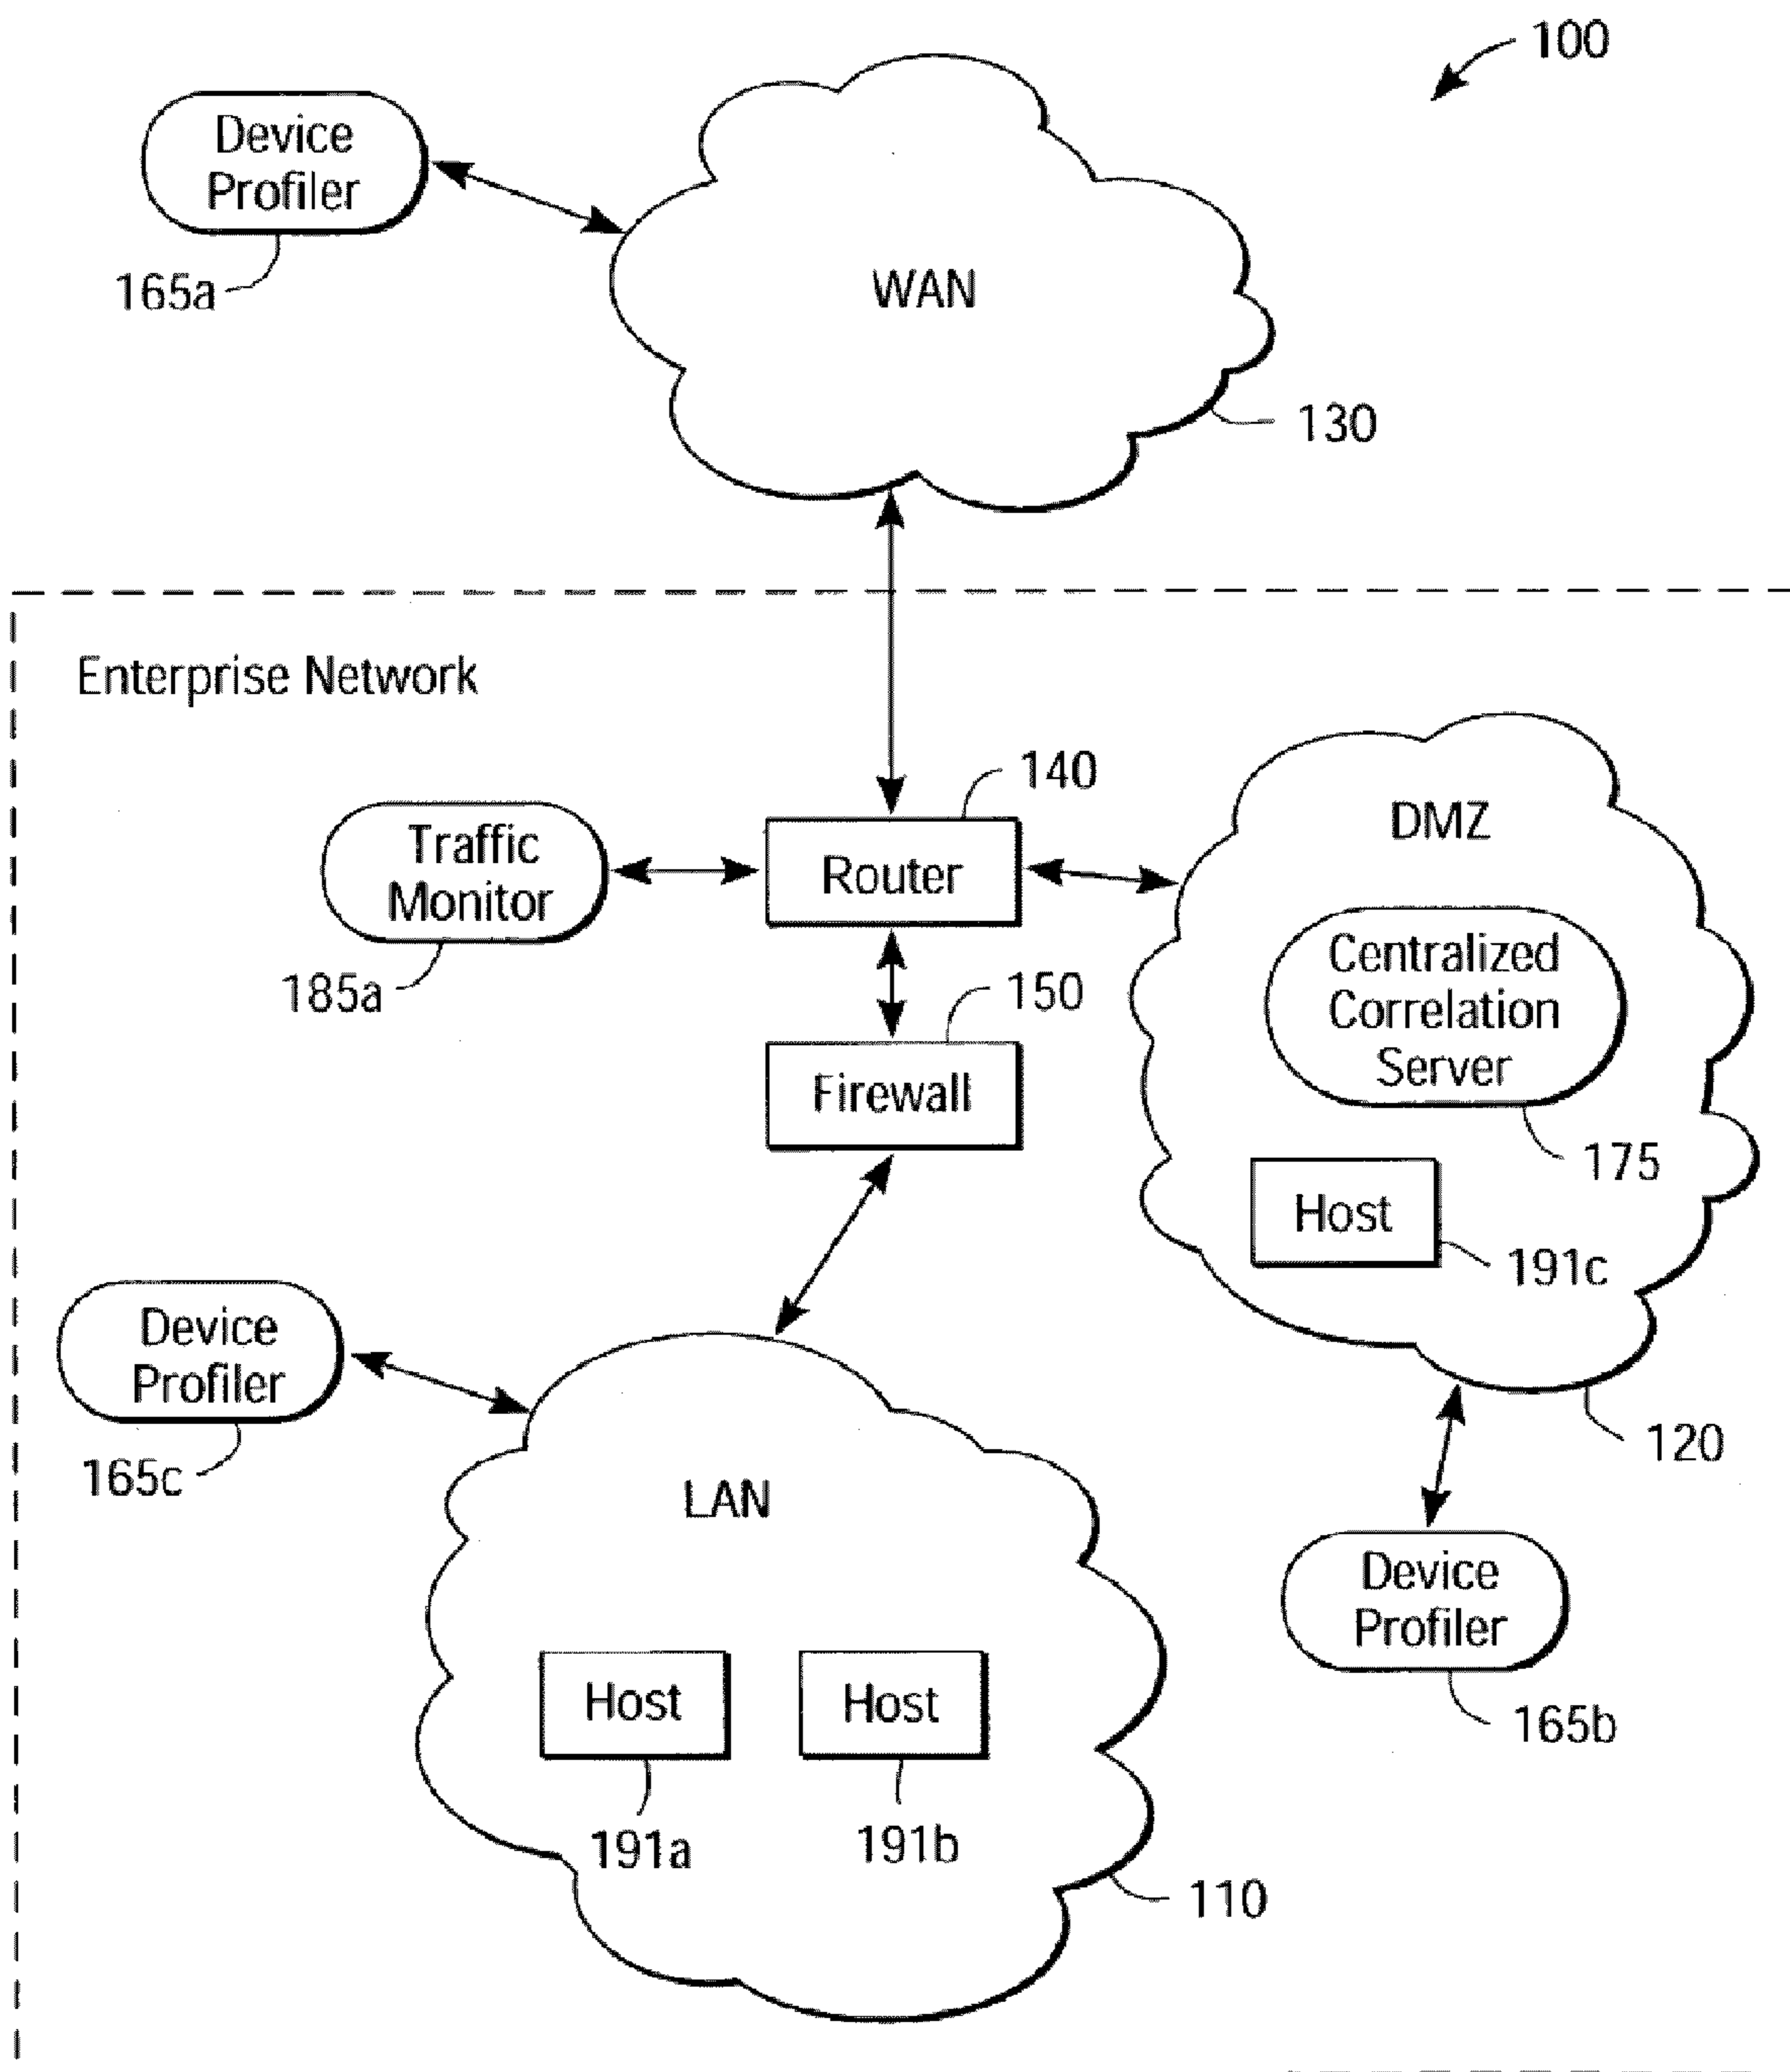 100
Device
Profiler
165a
WAN
130
Enterprise Network
140
Router
Traffic
Monitor
185a
DMZ
Centralized
Correlation
Server
175
150
Firewall
Host
191c
120
Device
Profiler
165c
LAN
Host
191a
Host
191b
110
Device
Profiler
165b